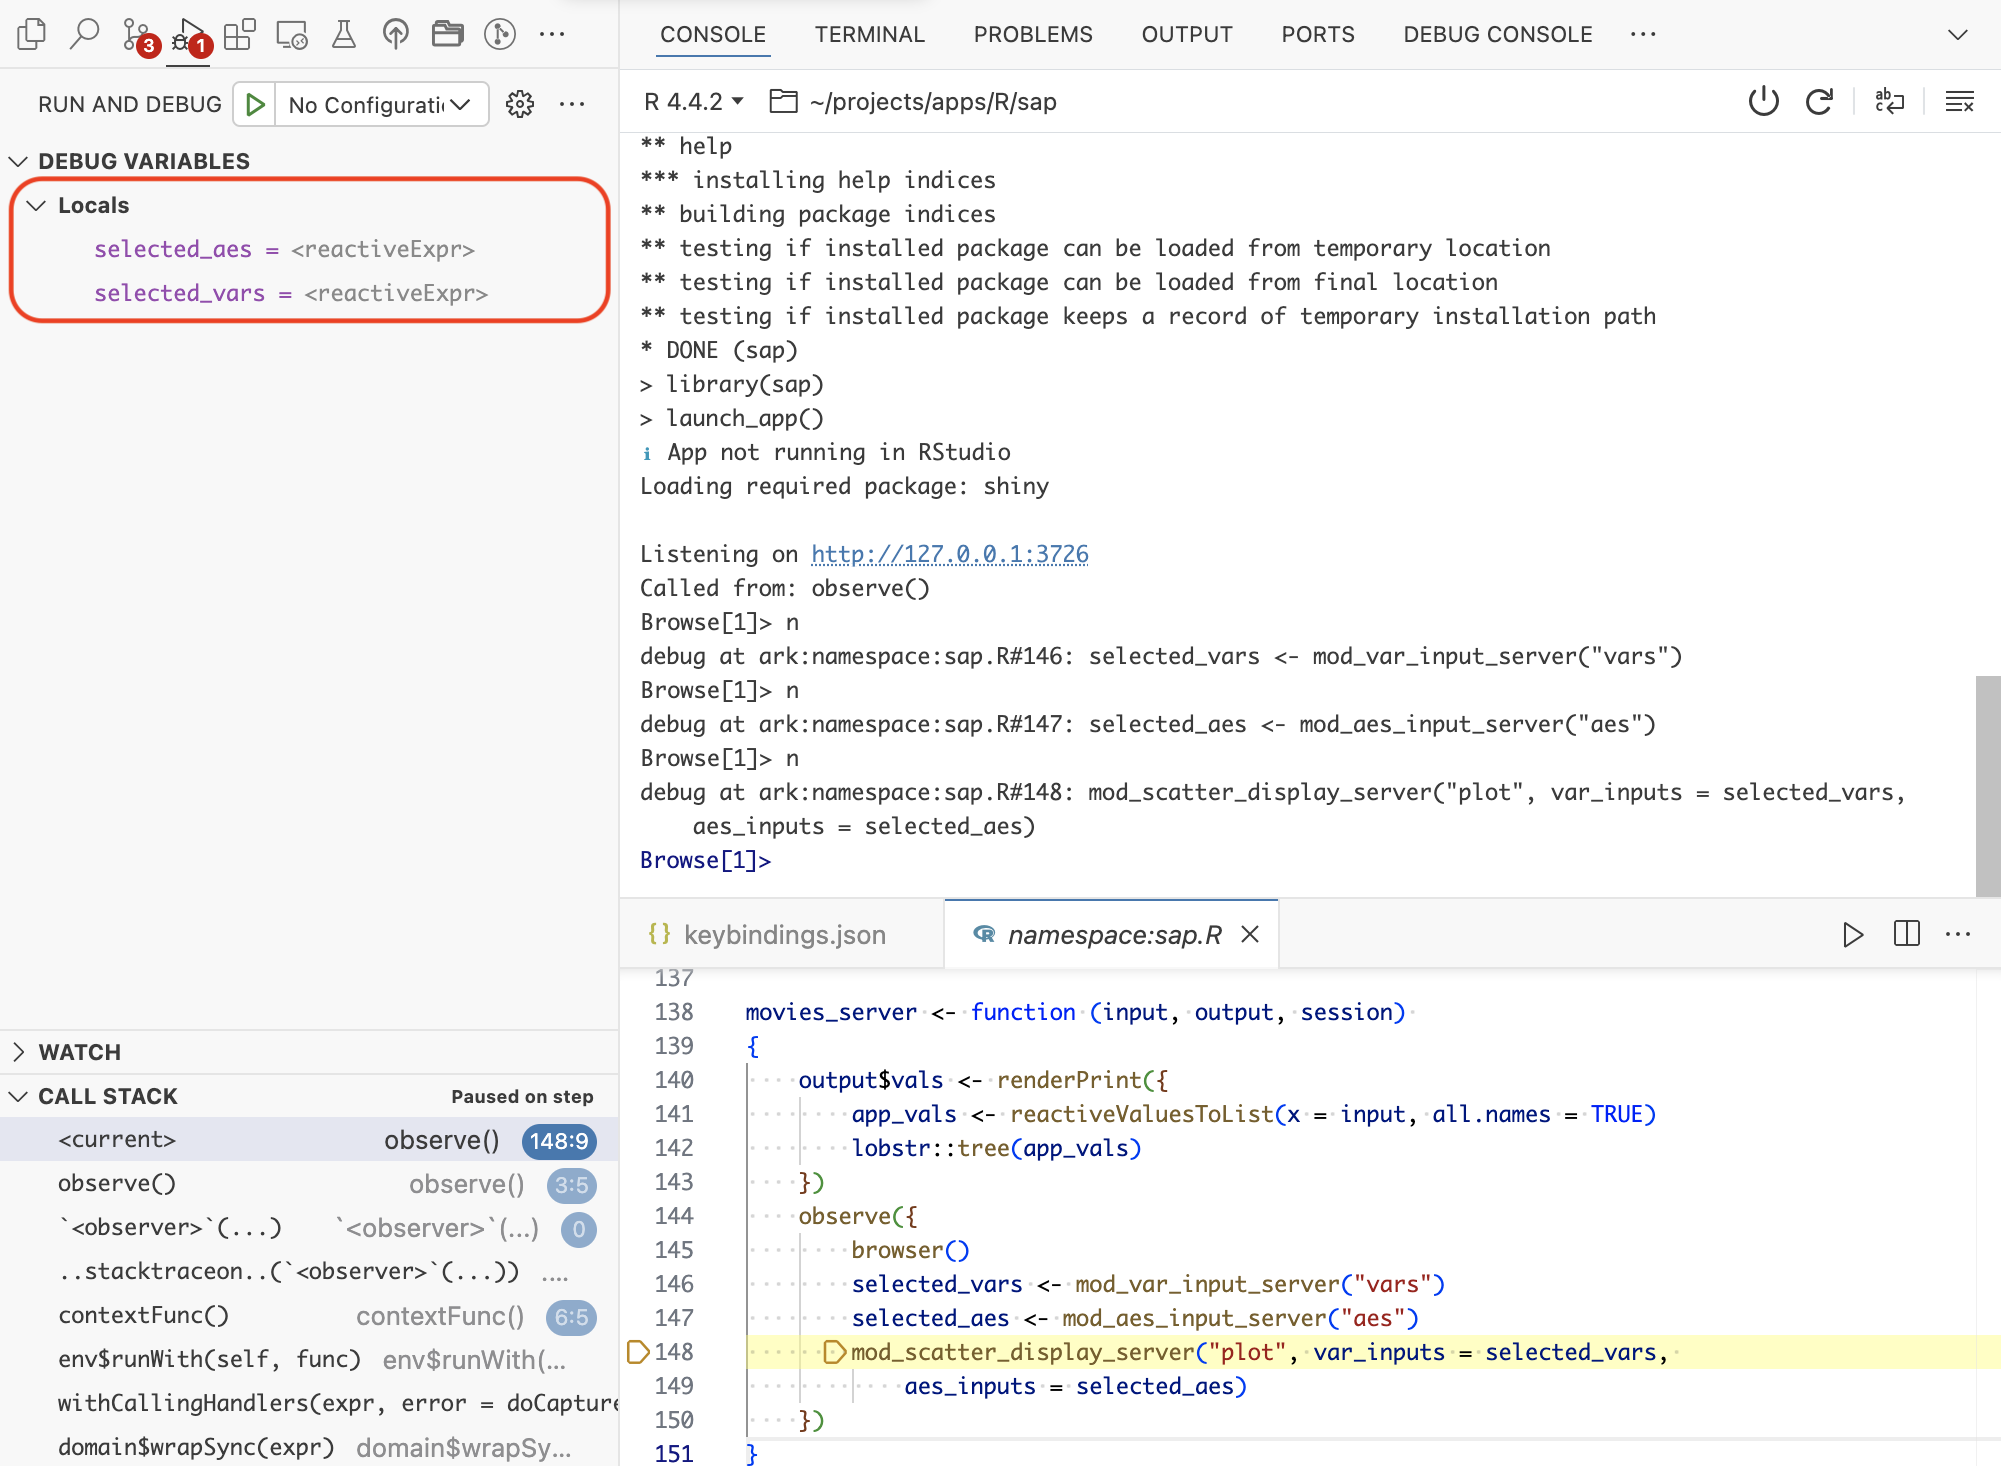 3
1
RUN AND DEBUG
No Configurati
DEBUG VARIABLES
Locals
selected_aes = <reactiveExpr>
selected_vars = <reactiveExpr>
WATCH
CALL STACK
Paused on step
<current> observe() 148:9
observe() observe() 3:5
`<observer>`(...) `<observer>`(...) 0
..stacktraceon..(`<observer>`(...)) ....
contextFunc() contextFunc() 6:5
env$runWith(self, func) env$runWith(...
withCallingHandlers(expr, error = doCapture
domain$wrapSync(expr) domain$wrapSy...
CONSOLE TERMINAL PROBLEMS OUTPUT PORTS DEBUG CONSOLE
R 4.4.2 ~/projects/apps/R/sap
** help
*** installing help indices
** building package indices
** testing if installed package can be loaded from temporary location
** testing if installed package can be loaded from final location
** testing if installed package keeps a record of temporary installation path
* DONE (sap)
> library(sap)
> launch_app()
ℹ App not running in RStudio
Loading required package: shiny
Listening on http://127.0.0.1:3726
Called from: observe()
Browse[1]> n
debug at ark:namespace:sap.R#146: selected_vars <- mod_var_input_server("vars")
Browse[1]> n
debug at ark:namespace:sap.R#147: selected_aes <- mod_aes_input_server("aes")
Browse[1]> n
debug at ark:namespace:sap.R#148: mod_scatter_display_server("plot", var_inputs = selected_vars,
    aes_inputs = selected_aes)
Browse[1]>
{} keybindings.json
R namespace:sap.R
137
138 movies_server <- function (input, output, session)
139 {
140     output$vals <- renderPrint({
141         app_vals <- reactiveValuesToList(x = input, all.names = TRUE)
142         lobstr::tree(app_vals)
143     })
144     observe({
145         browser()
146         selected_vars <- mod_var_input_server("vars")
147         selected_aes <- mod_aes_input_server("aes")
148         mod_scatter_display_server("plot", var_inputs = selected_vars,
149             aes_inputs = selected_aes)
150     })
151 }